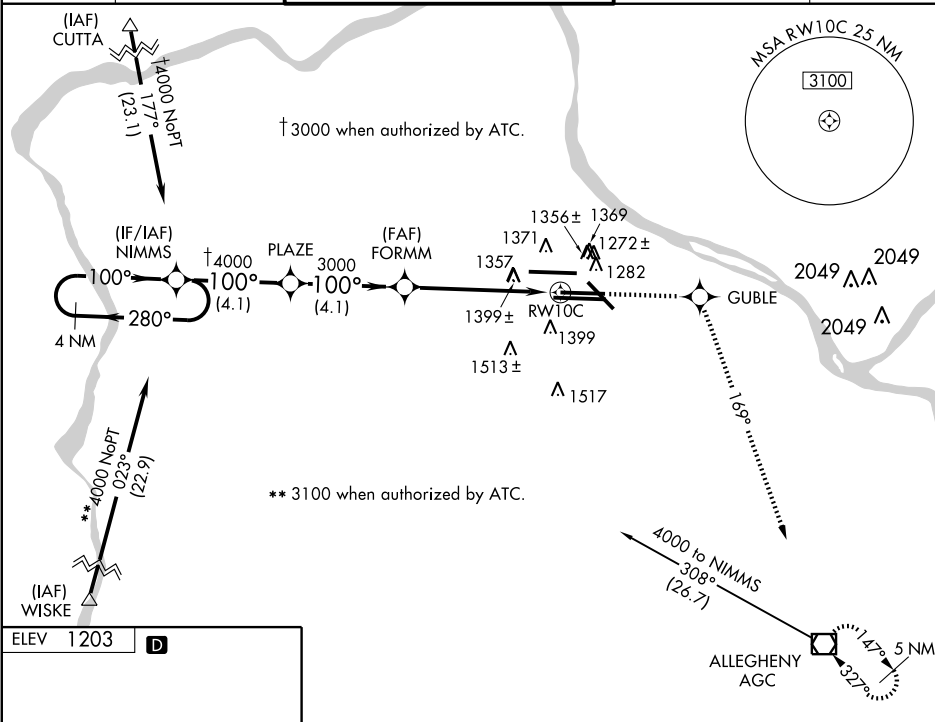 (IAF)
CUTTA
†4000 NoPT
177°
(23.1)
MSA RW10C 25 NM
3100
†3000 when authorized by ATC.
(IF/IAF)
NIMMS
100°
280°
4 NM
†4000
100°
(4.1)
PLAZE
3000
100°
(4.1)
(FAF)
FORMM
1356± 1369
1371
1272±
1282
1357
1399±
RW10C
1399
1513±
1517
GUBLE
2049
2049
2049
169°
**4000 NoPT
023°
(22.9)
** 3100 when authorized by ATC.
(IAF)
WISKE
4000 to NIMMS
308°
(26.7)
ALLEGHENY
AGC
147°
327°
5 NM
ELEV 1203 D